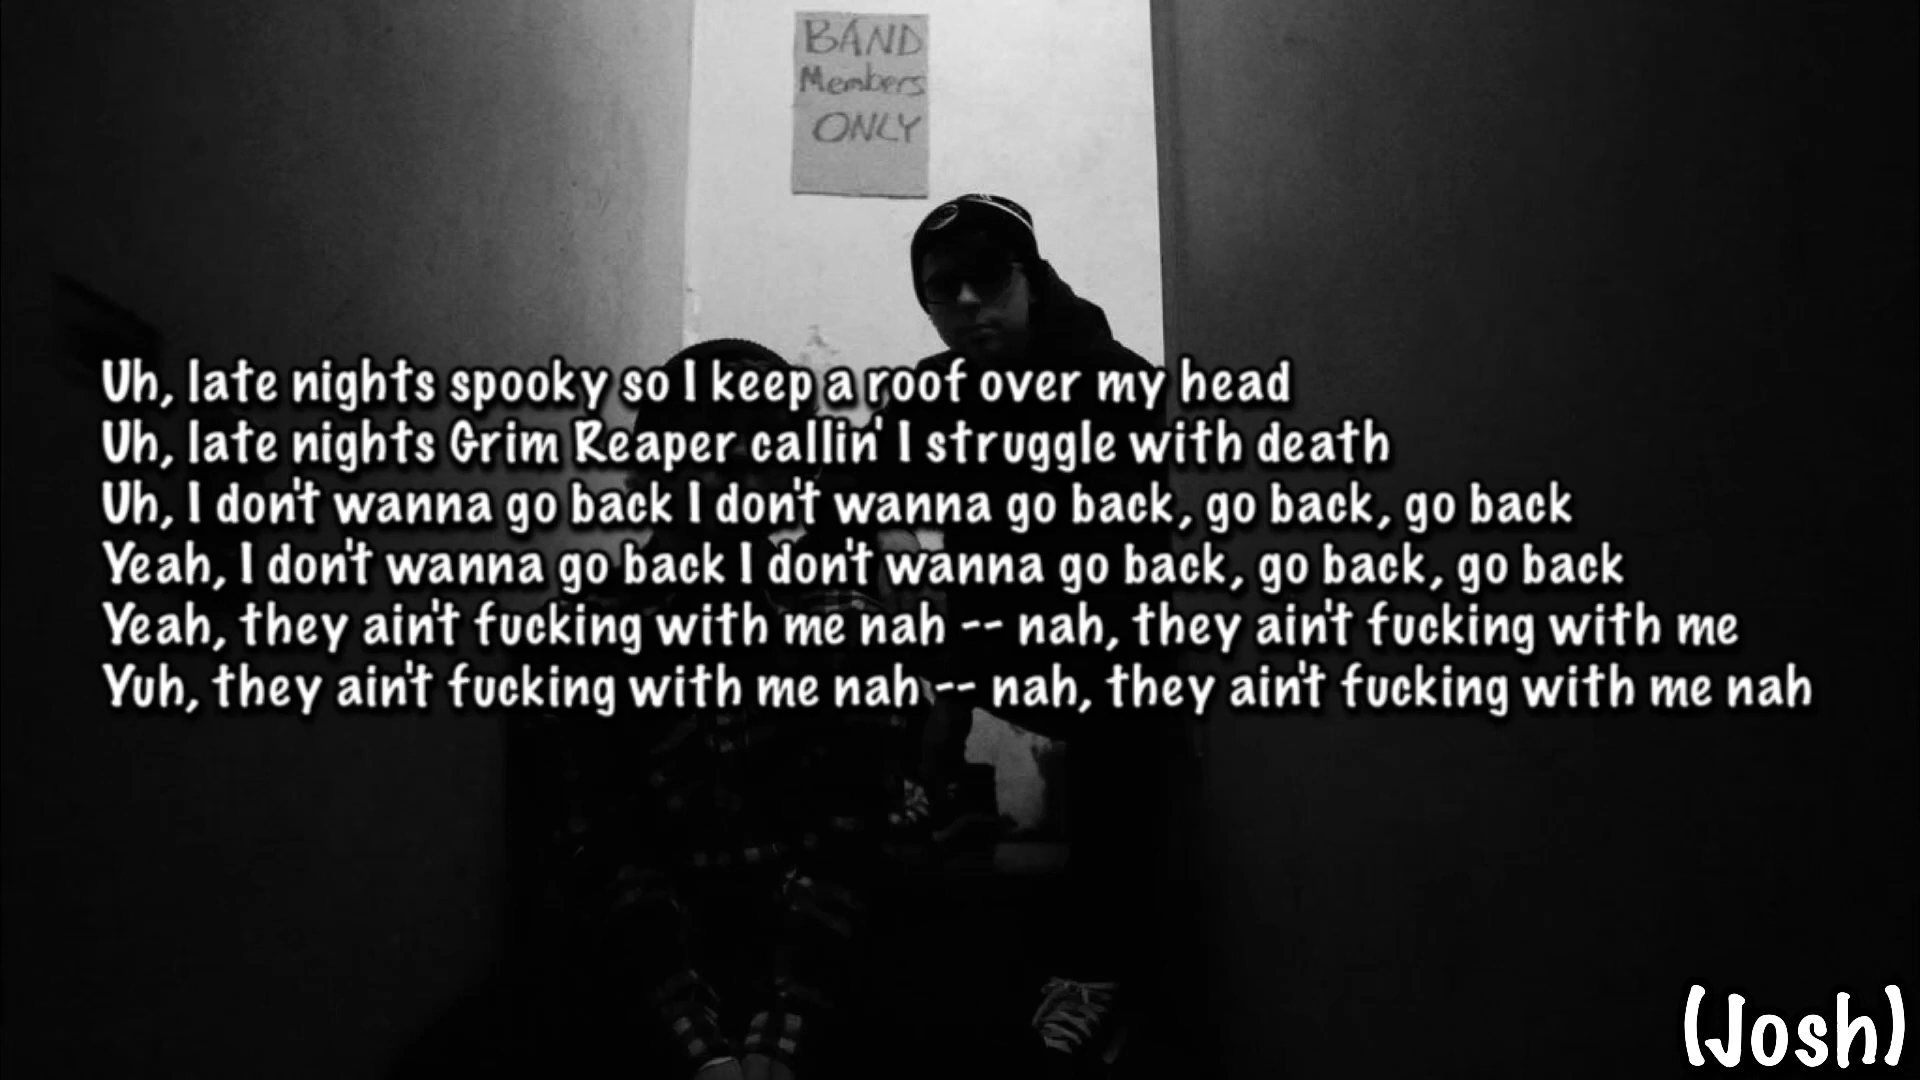 BAND
Members
ONLY
Uh, late nights spooky so I keep a roof over my head
Uh, late nights Grim Reaper callin' I struggle with death
Uh, I don't wanna go back I don't wanna go back, go back, go back
Yeah, I don't wanna go back I don't wanna go back, go back, go back
Yeah, they ain't fucking with me nah -- nah, they ain't fucking with me
Yuh, they ain't fucking with me nah -- nah, they ain't fucking with me nah
(Josh)